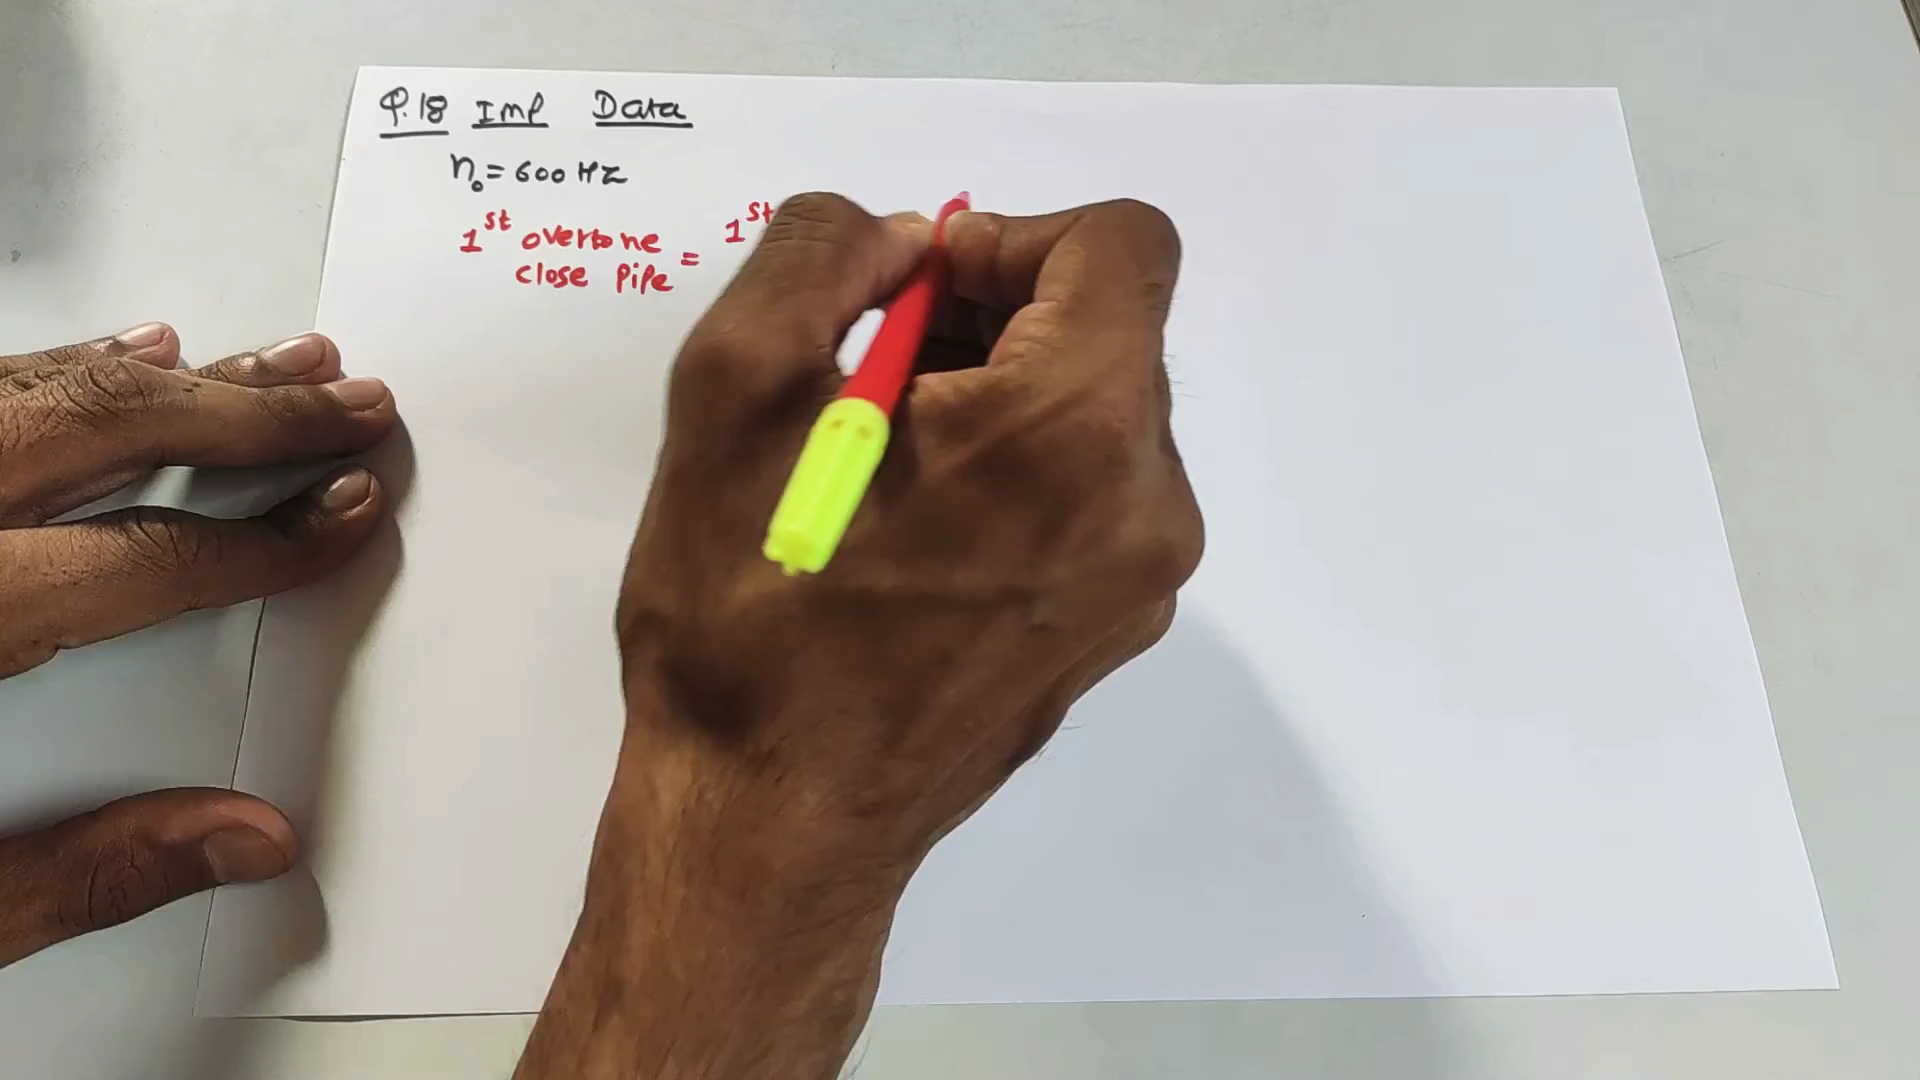 Q.18 Imp Data
n₀ = 600 Hz
1st overtone = 1st
close pipe